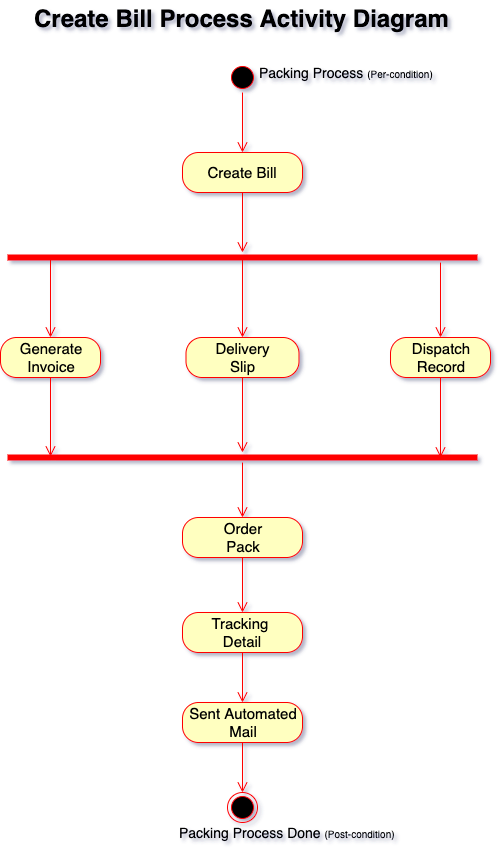 Create Bill Process Activity Diagram
Packing Process (Per-condition)
Create Bill
Generate
Invoice
Delivery
Slip
Dispatch
Record
Order
Pack
Tracking
Detail
Sent Automated
Mail
Packing Process Done (Post-condition)